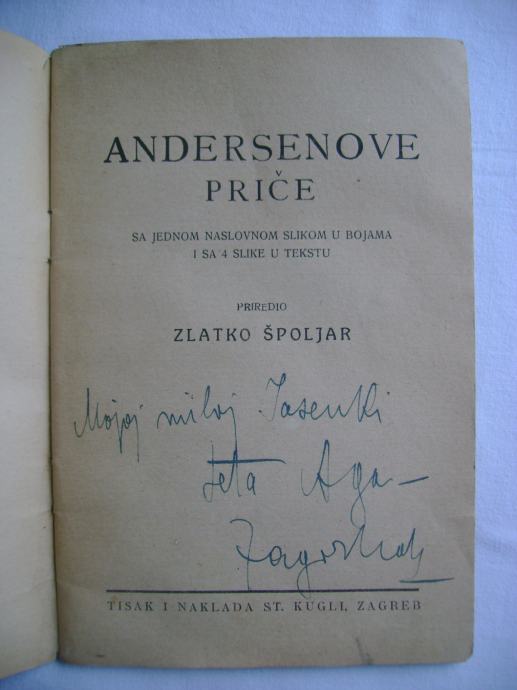 ANDERSENOVE
PRIČE
SA JEDNOM NASLOVNOM SLIKOM U BOJAMA
I SA 4 SLIKE U TEKSTU
PRIREDIO
ZLATKO ŠPOLJAR
Mojoj miloj Jasenki
teta Aga —
TISAK I NAKLADA ST. KUGLI, ZAGREB